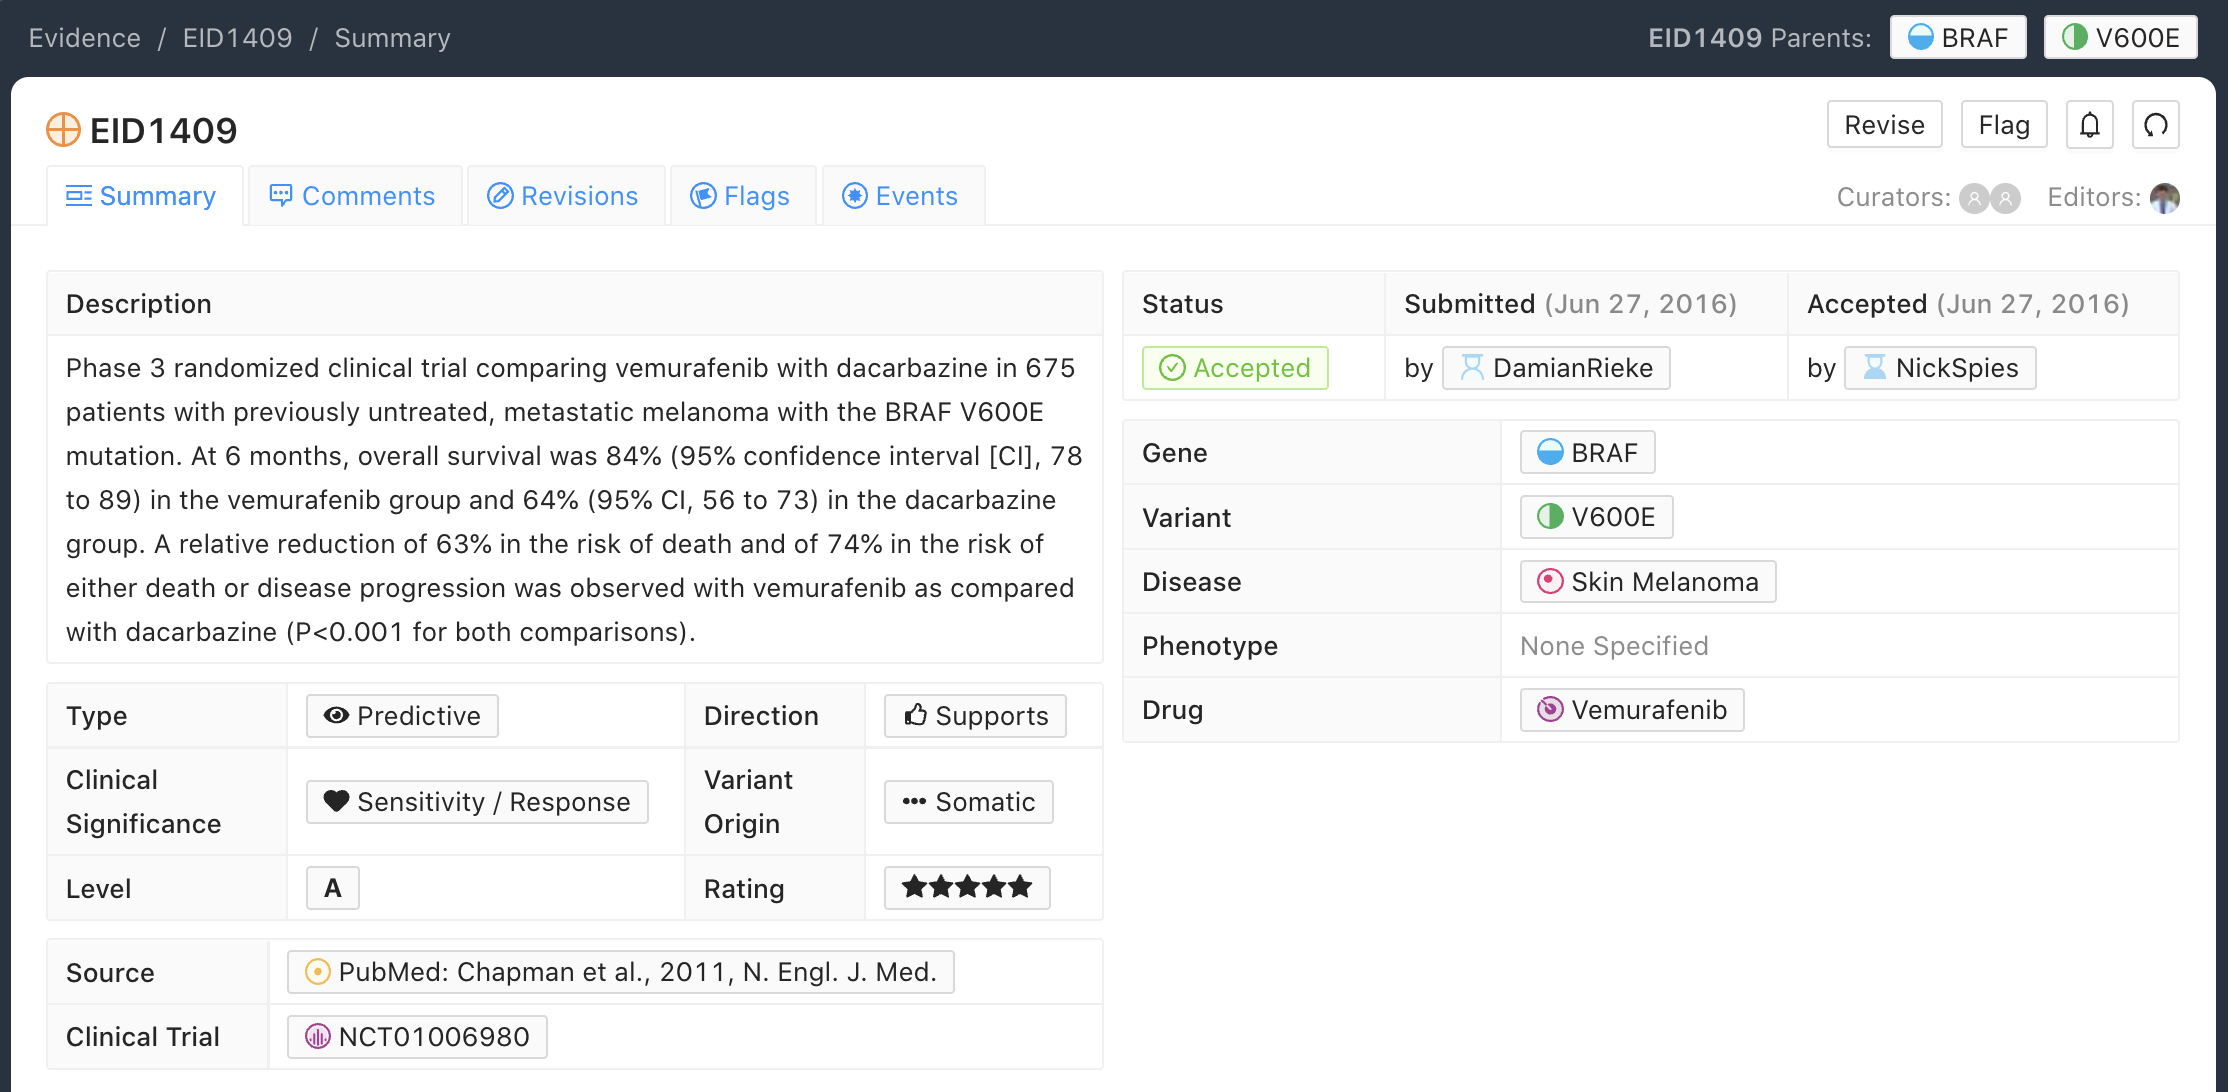 Evidence / EID1409 / Summary
EID1409 Parents: BRAF V600E
EID1409
Revise Flag
Summary Comments Revisions Flags Events
Curators: Editors:
Description
Phase 3 randomized clinical trial comparing vemurafenib with dacarbazine in 675
patients with previously untreated, metastatic melanoma with the BRAF V600E
mutation. At 6 months, overall survival was 84% (95% confidence interval [CI], 78
to 89) in the vemurafenib group and 64% (95% CI, 56 to 73) in the dacarbazine
group. A relative reduction of 63% in the risk of death and of 74% in the risk of
either death or disease progression was observed with vemurafenib as compared
with dacarbazine (P<0.001 for both comparisons).
Type Predictive Direction Supports
Clinical
Significance
Sensitivity / Response
Variant
Origin
Somatic
Level A Rating
Source PubMed: Chapman et al., 2011, N. Engl. J. Med.
Clinical Trial NCT01006980
Status Submitted (Jun 27, 2016) Accepted (Jun 27, 2016)
Accepted by DamianRieke by NickSpies
Gene BRAF
Variant V600E
Disease Skin Melanoma
Phenotype None Specified
Drug Vemurafenib